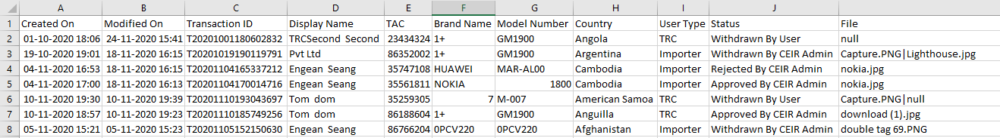 A B C D E F G H I J
1 Created On Modified On Transaction ID Display Name TAC Brand Name Model Number Country User Type Status File
2 01-10-2020 18:06 24-11-2020 15:41 T20201001180602832 TRCSecond Second 23434324 1+ GM1900 Angola TRC Withdrawn By User null
3 19-10-2020 19:01 18-11-2020 16:15 T20201019190119791 Pvt Ltd 86352002 1+ GM1900 Argentina Importer Withdrawn By CEIR Admin Capture.PNG|Lighthouse.jpg
4 04-11-2020 16:53 18-11-2020 16:15 T20201104165337212 Engean Seang 35747108 HUAWEI MAR-AL00 Cambodia Importer Rejected By CEIR Admin nokia.jpg
5 04-11-2020 17:00 18-11-2020 16:13 T20201104170014716 Engean Seang 35561811 NOKIA 1800 Cambodia Importer Approved By CEIR Admin nokia.jpg
6 10-11-2020 19:30 10-11-2020 19:39 T20201110193043697 Tom dom 35259305 7 M-007 American Samoa TRC Withdrawn By User Capture.PNG|null
7 10-11-2020 18:57 10-11-2020 19:23 T20201110185749256 Tom dom 86188604 1+ GM1900 Anguilla TRC Approved By CEIR Admin download (1).jpg
8 05-11-2020 15:21 05-11-2020 15:23 T20201105152150630 Engean Seang 86766204 0PCV220 0PCV220 Afghanistan Importer Withdrawn By CEIR Admin double tag 69.PNG